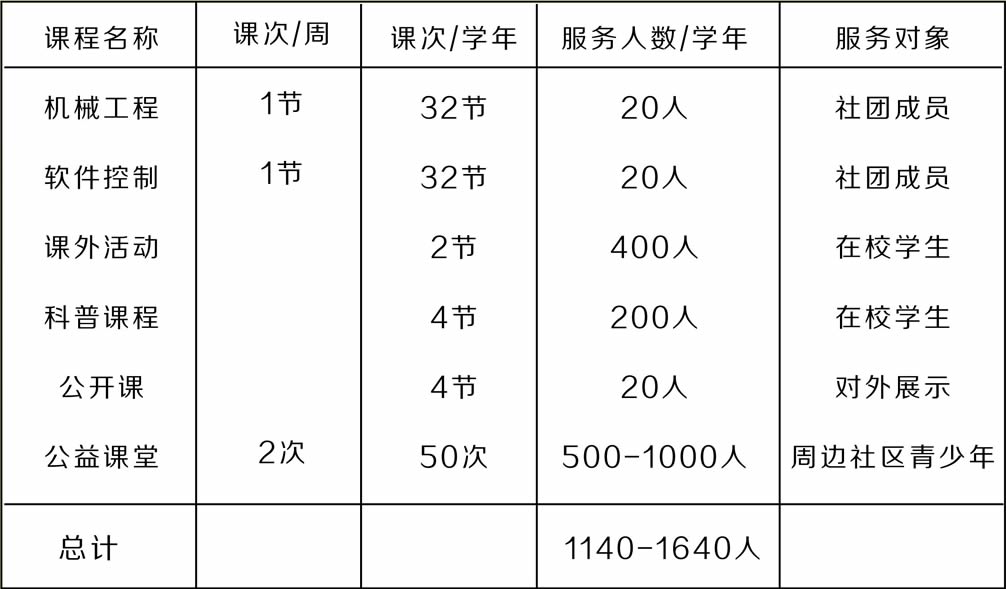 课程名称 课次/周 课次/学年 服务人数/学年 服务对象
机械工程 1节 32节 20人 社团成员
软件控制 1节 32节 20人 社团成员
课外活动 2节 400人 在校学生
科普课程 4节 200人 在校学生
公开课 4节 20人 对外展示
公益课堂 2次 50次 500-1000人 周边社区青少年
总计 1140-1640人